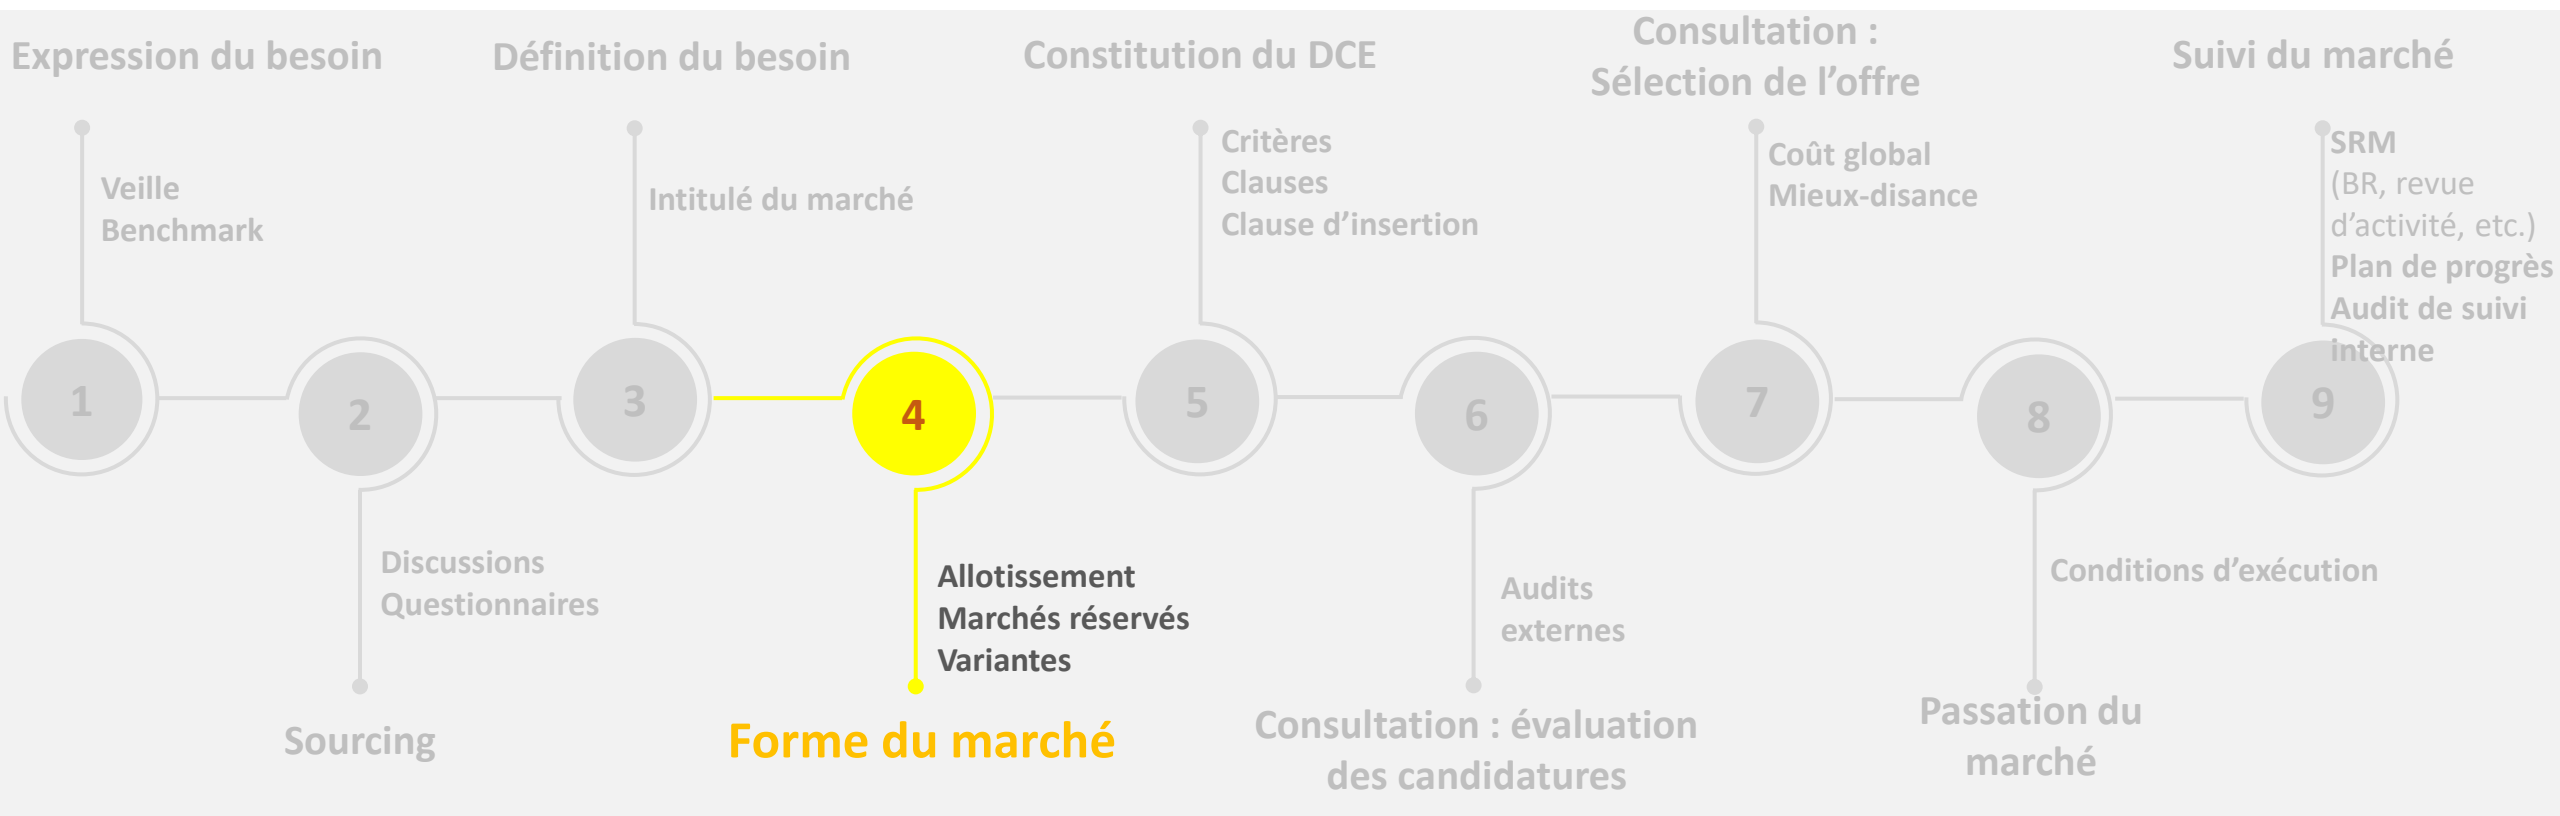 Expression du besoin
Veille
Benchmark
1
2
Discussions
Questionnaires
Sourcing
Définition du besoin
Intitulé du marché
3
4
Allotissement
Marchés réservés
Variantes
Forme du marché
Constitution du DCE
Critères
Clauses
Clause d’insertion
5
6
Audits
externes
Consultation : évaluation
des candidatures
Consultation :
Sélection de l’offre
Coût global
Mieux-disance
7
8
Conditions d’exécution
Passation du
marché
Suivi du marché
SRM
(BR, revue
d’activité, etc.)
Plan de progrès
Audit de suivi
interne
9